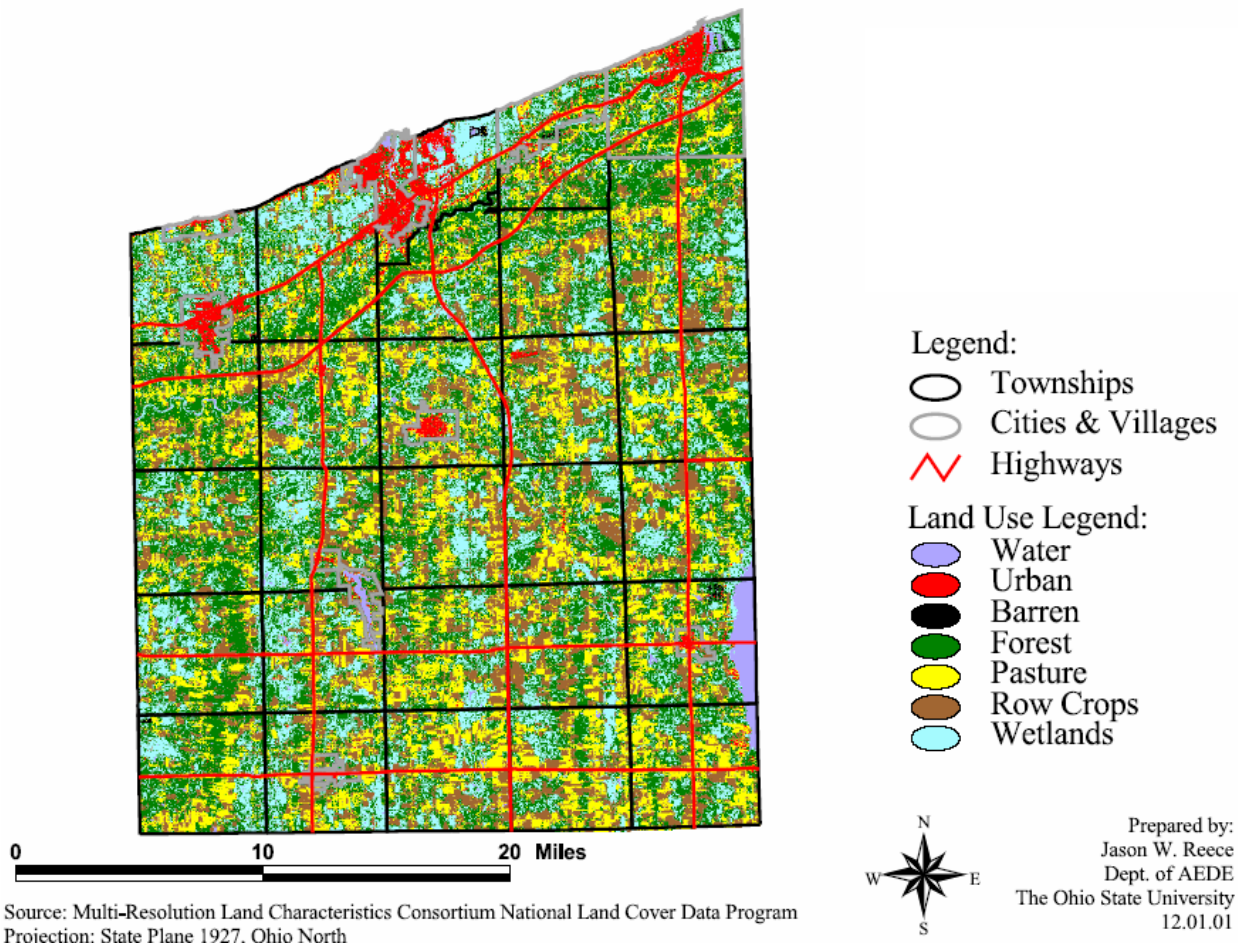 Legend:
Townships
Cities & Villages
Highways
Land Use Legend:
Water
Urban
Barren
Forest
Pasture
Row Crops
Wetlands
0 10 20 Miles
N
W E
S
Prepared by:
Jason W. Reece
Dept. of AEDE
The Ohio State University
12.01.01
Source: Multi-Resolution Land Characteristics Consortium National Land Cover Data Program
Projection: State Plane 1927, Ohio North